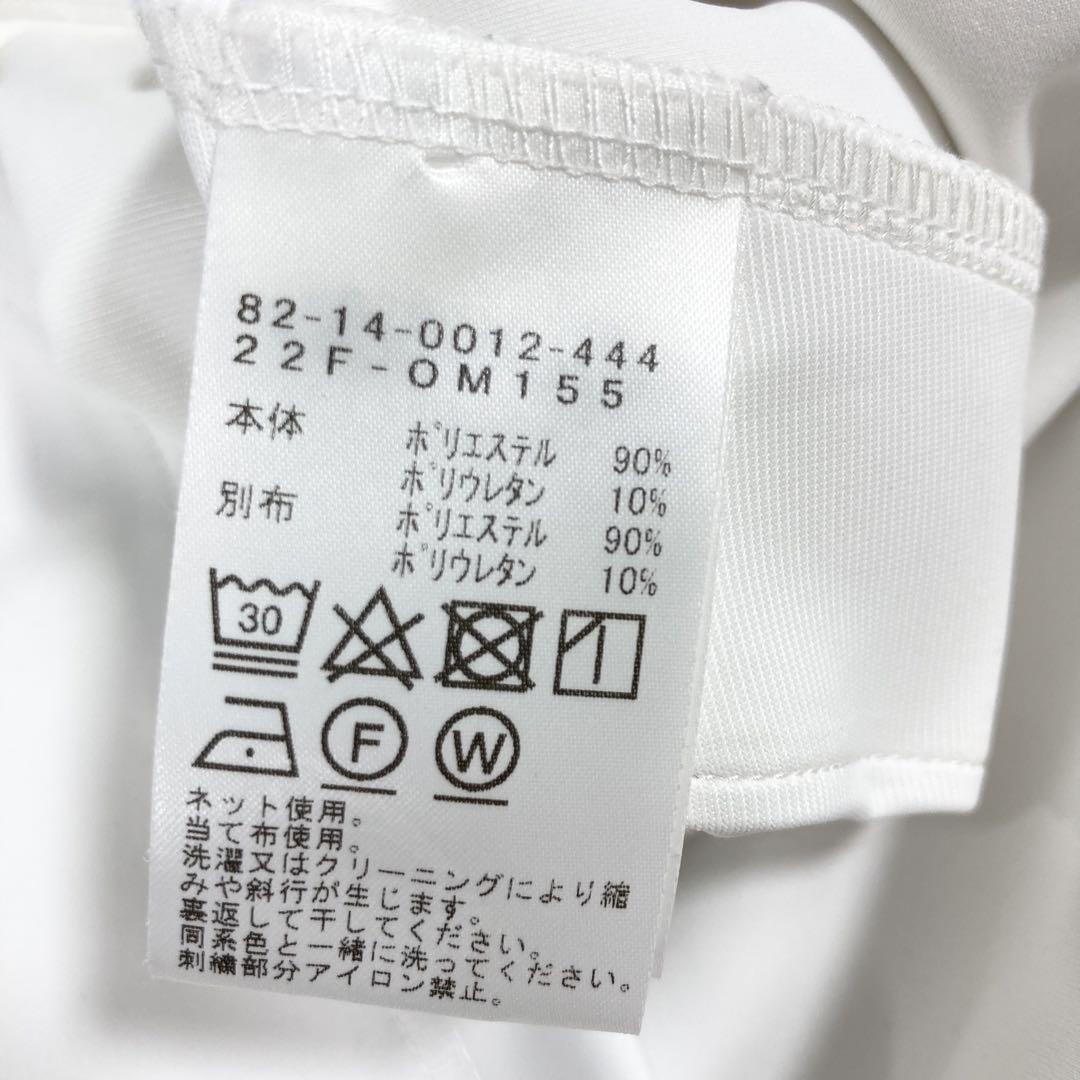 82-14-0012-444
22F-OM155
本体 ポリエステル 90%
ポリウレタン 10%
別布 ポリエステル 90%
ポリウレタン 10%
30
F W
ネット使用。
当て布使用。
洗濯又はクリーニングにより縮
みや斜行が生じます。
裏返して干してください。
同系色と一緒に洗ってください。
刺繍部分アイロン禁止。